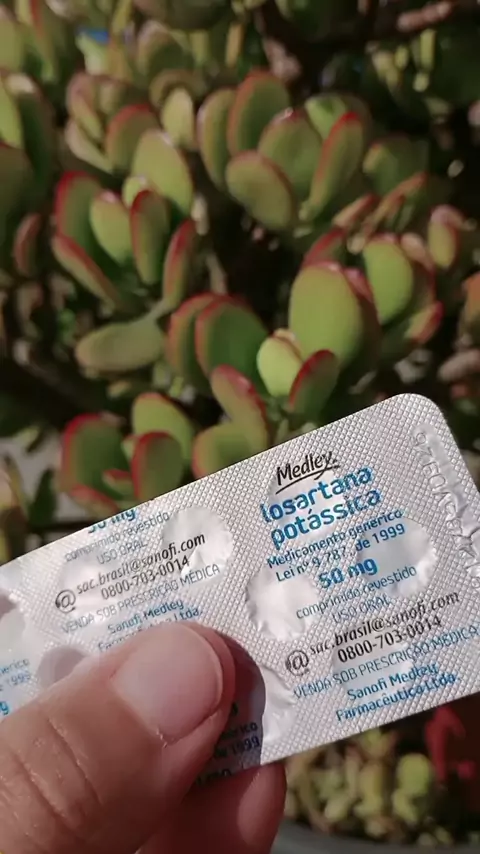 Medley
losartana
potássica
Medicamento genérico
Lei nº 9.787, de 1999
50 mg
comprimido revestido
USO ORAL
@ sac.brasil@sanofi.com
0800-703-0014
VENDA SOB PRESCRIÇÃO MÉDICA
Sanofi Medley
Farmacêutica Ltda.
50 mg
comprimido revestido
USO ORAL
@ sac.brasil@sanofi.com
0800-703-0014
VENDA SOB PRESCRIÇÃO MÉDICA
Sanofi Medley
Ltda.
de 1999